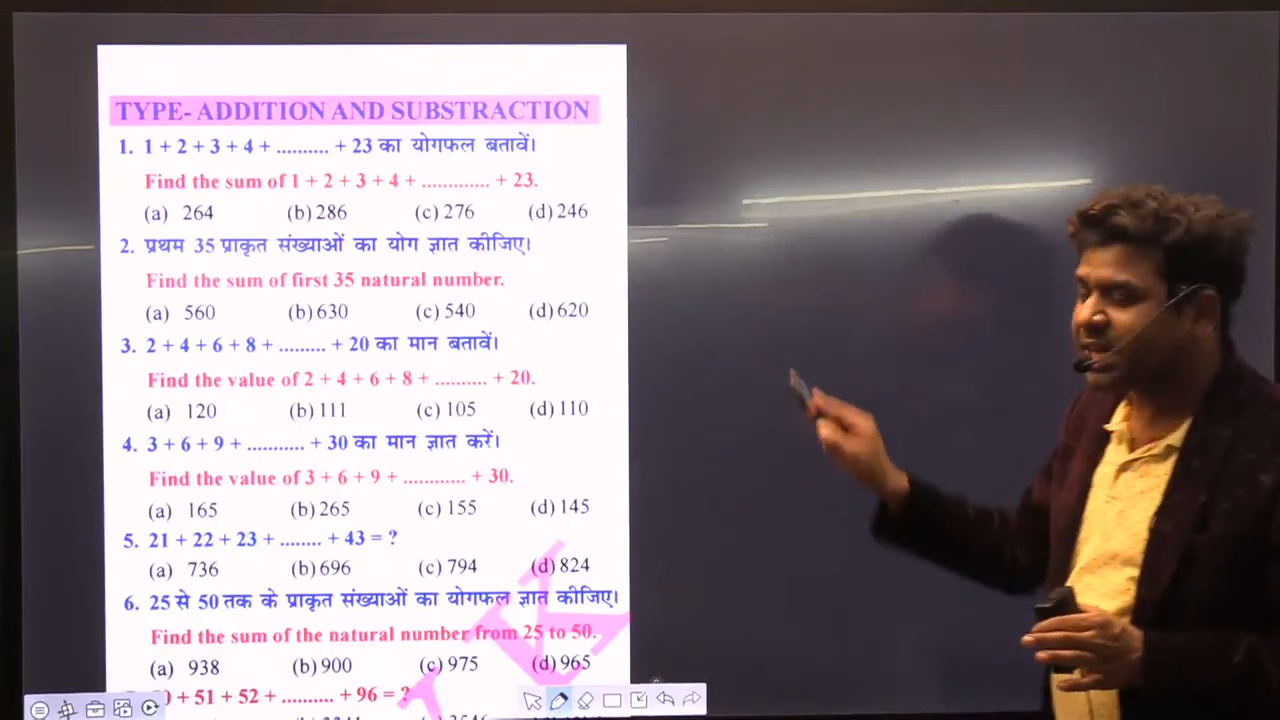 TYPE- ADDITION AND SUBSTRACTION
1. 1 + 2 + 3 + 4 + .......... + 23 का योगफल बतावें।
Find the sum of 1 + 2 + 3 + 4 + ............. + 23.
(a) 264 (b) 286 (c) 276 (d) 246
2. प्रथम 35 प्राकृत संख्याओं का योग ज्ञात कीजिए।
Find the sum of first 35 natural number.
(a) 560 (b) 630 (c) 540 (d) 620
3. 2 + 4 + 6 + 8 + ......... + 20 का मान बतावें।
Find the value of 2 + 4 + 6 + 8 + .......... + 20.
(a) 120 (b) 111 (c) 105 (d) 110
4. 3 + 6 + 9 + ........... + 30 का मान ज्ञात करें।
Find the value of 3 + 6 + 9 + ............ + 30.
(a) 165 (b) 265 (c) 155 (d) 145
5. 21 + 22 + 23 + ........ + 43 = ?
(a) 736 (b) 696 (c) 794 (d) 824
6. 25 से 50 तक के प्राकृत संख्याओं का योगफल ज्ञात कीजिए।
Find the sum of the natural number from 25 to 50.
(a) 938 (b) 900 (c) 975 (d) 965
+ 51 + 52 + .......... + 96 = ?